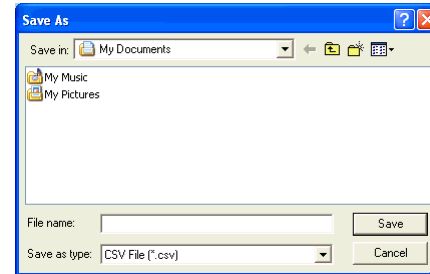 Save As
Save in: My Documents
My Music
My Pictures
File name: Save
Save as type: CSV File (*.csv) Cancel